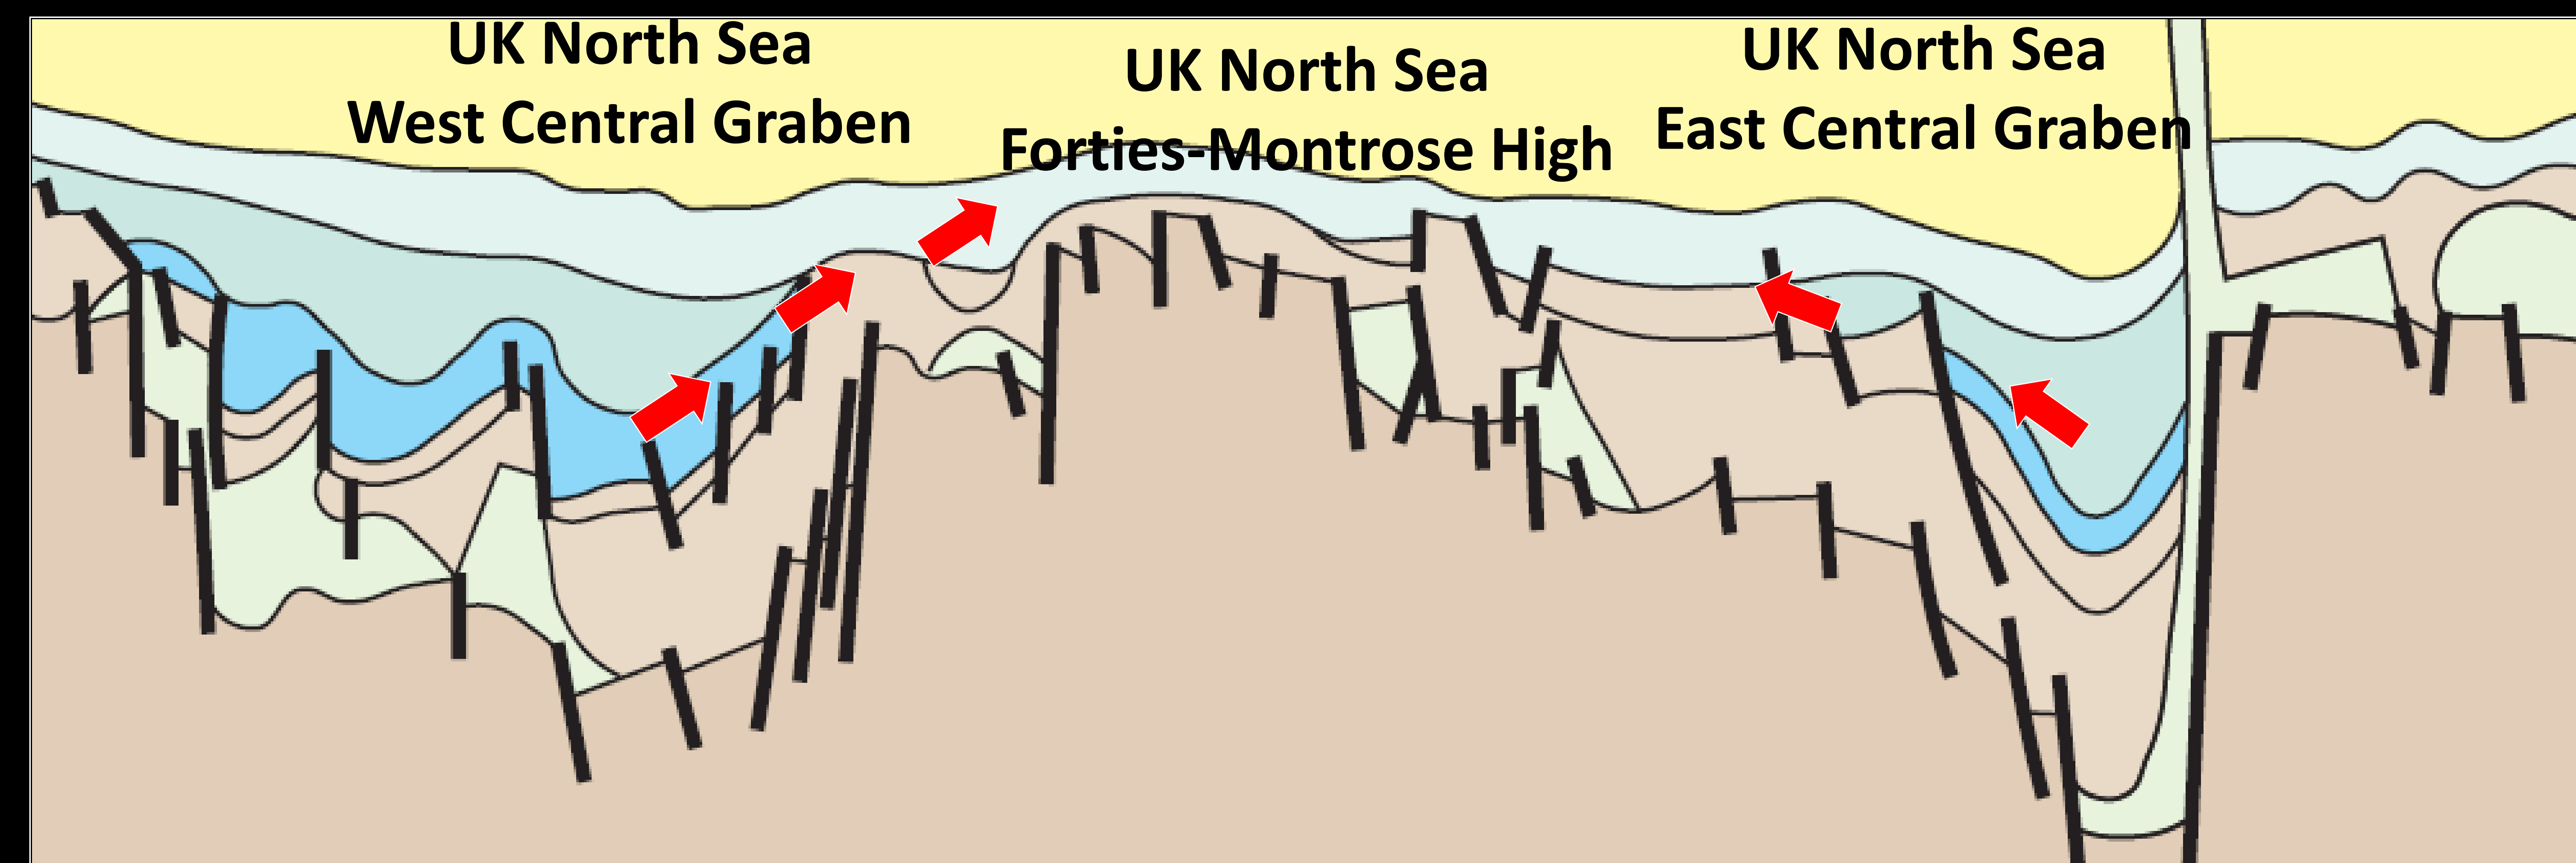 UK North Sea
West Central Graben
UK North Sea
Forties-Montrose High
UK North Sea
East Central Graben